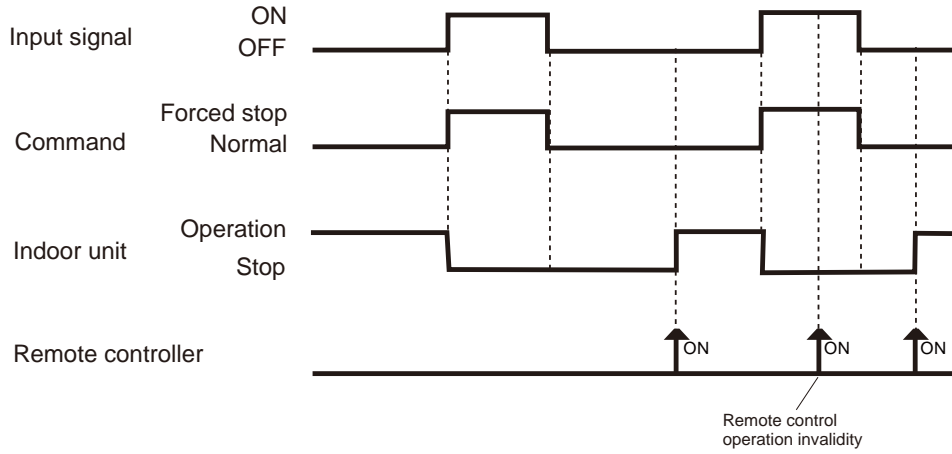 ON
Input signal
OFF
Forced stop
Command
Normal
Operation
Indoor unit
Stop
Remote controller
ON
ON
ON
Remote control
operation invalidity